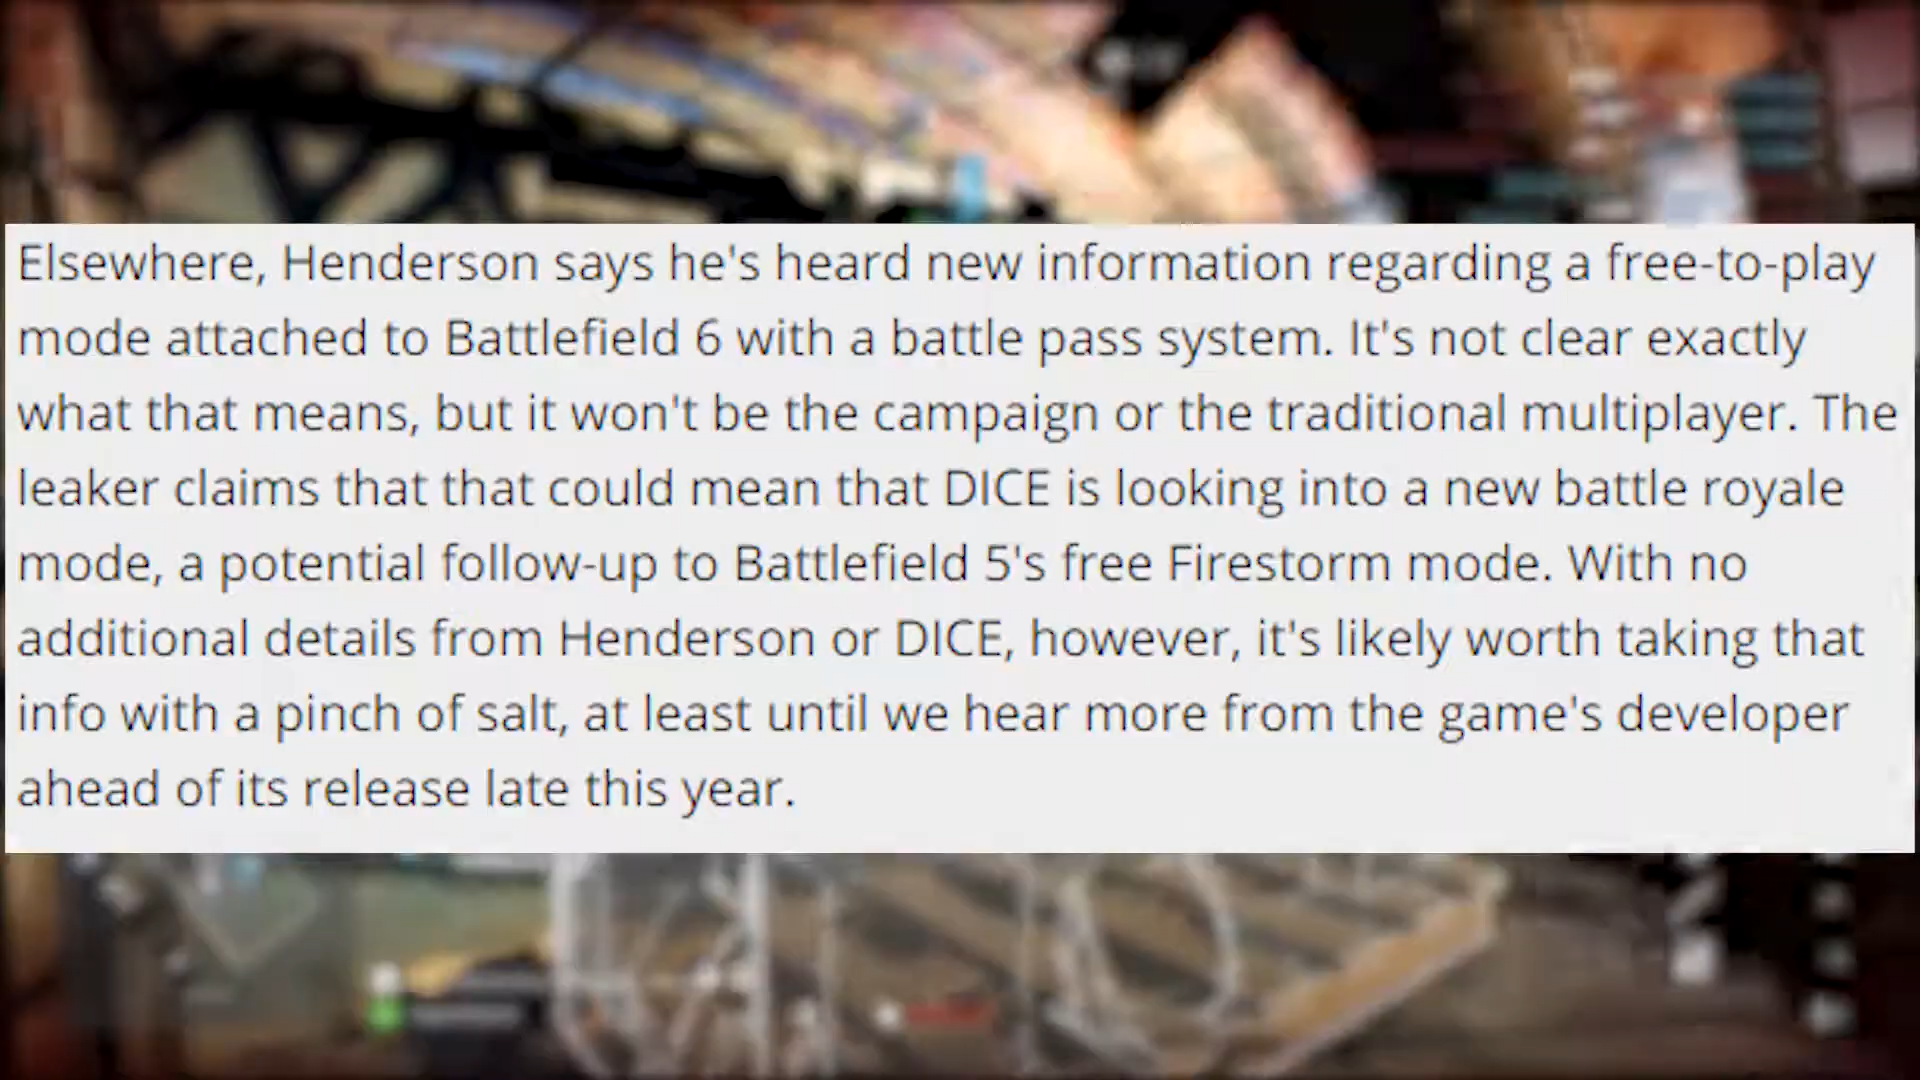 Elsewhere, Henderson says he's heard new information regarding a free-to-play
mode attached to Battlefield 6 with a battle pass system. It's not clear exactly
what that means, but it won't be the campaign or the traditional multiplayer. The
leaker claims that that could mean that DICE is looking into a new battle royale
mode, a potential follow-up to Battlefield 5's free Firestorm mode. With no
additional details from Henderson or DICE, however, it's likely worth taking that
info with a pinch of salt, at least until we hear more from the game's developer
ahead of its release late this year.